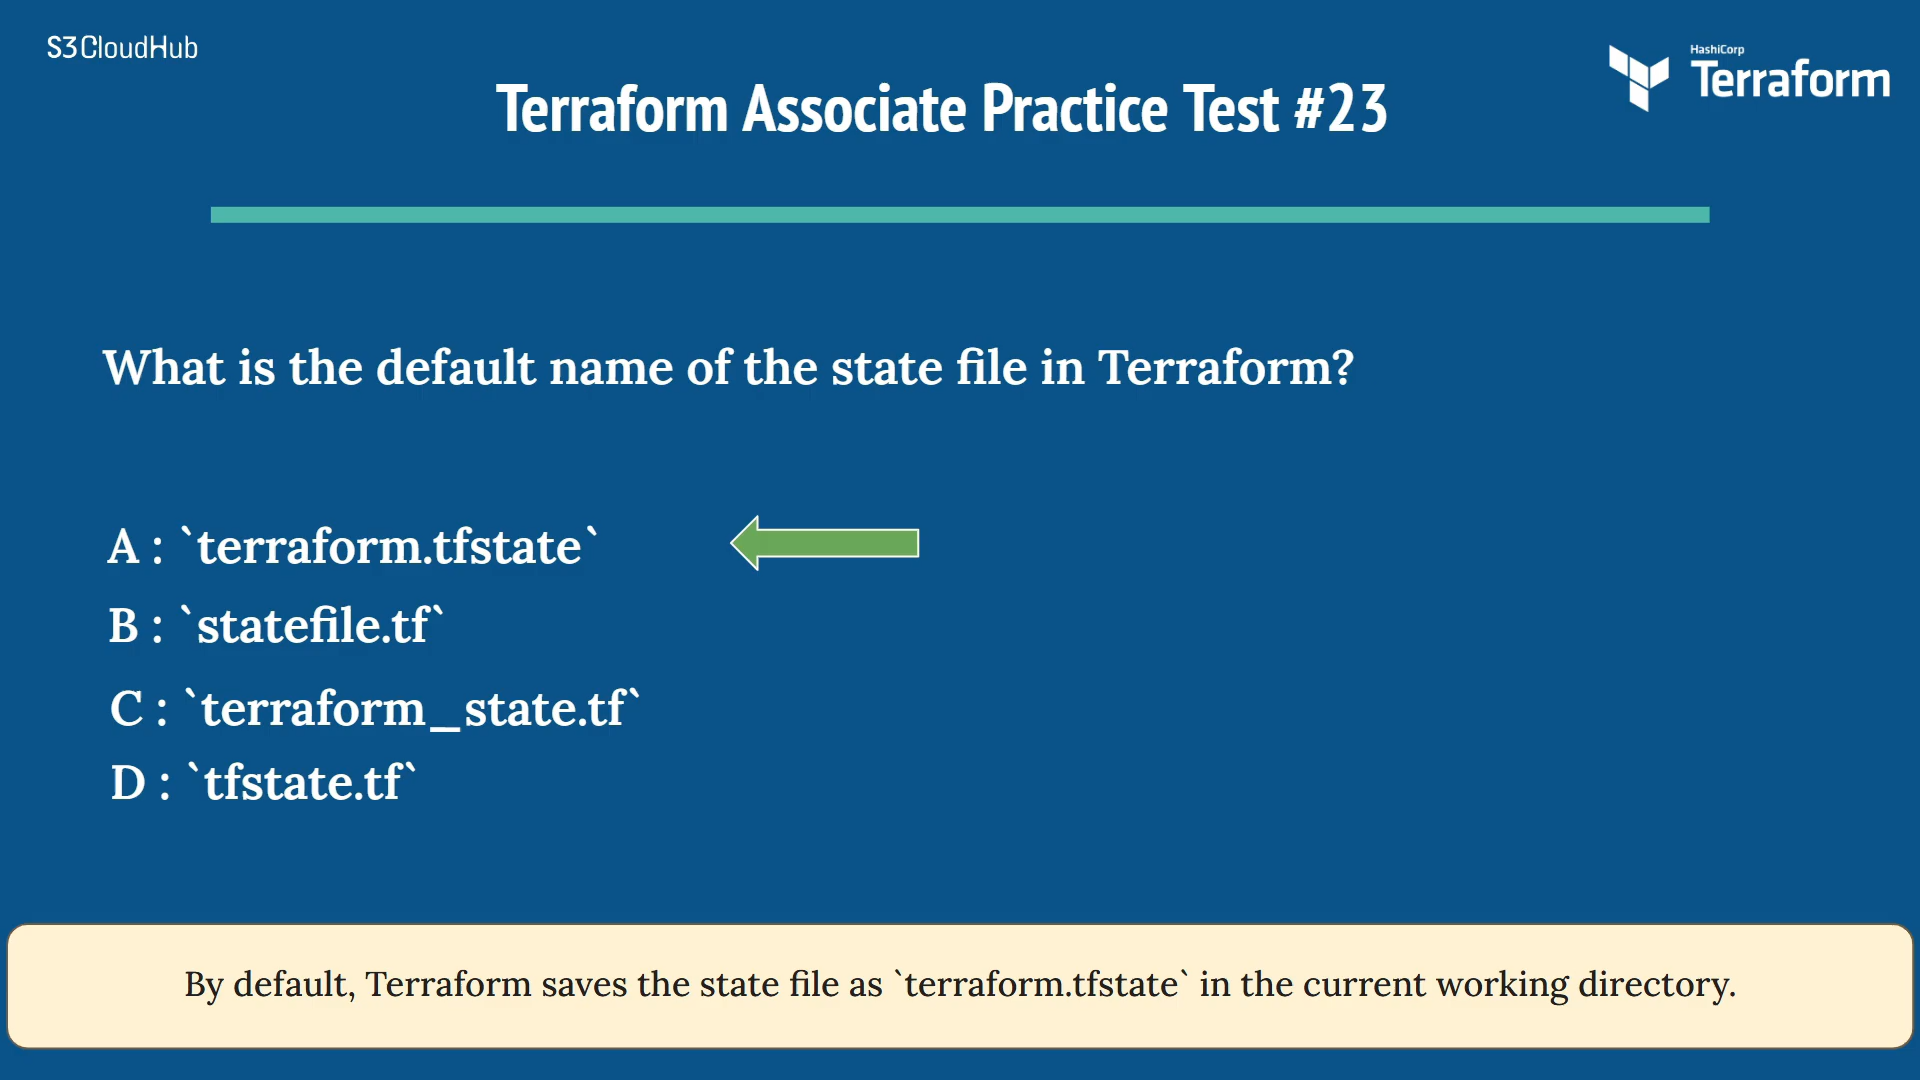 S3CloudHub
HashiCorp
Terraform
Terraform Associate Practice Test #23
What is the default name of the state file in Terraform?
A : `terraform.tfstate`
B : `statefile.tf`
C : `terraform_state.tf`
D : `tfstate.tf`
By default, Terraform saves the state file as `terraform.tfstate` in the current working directory.